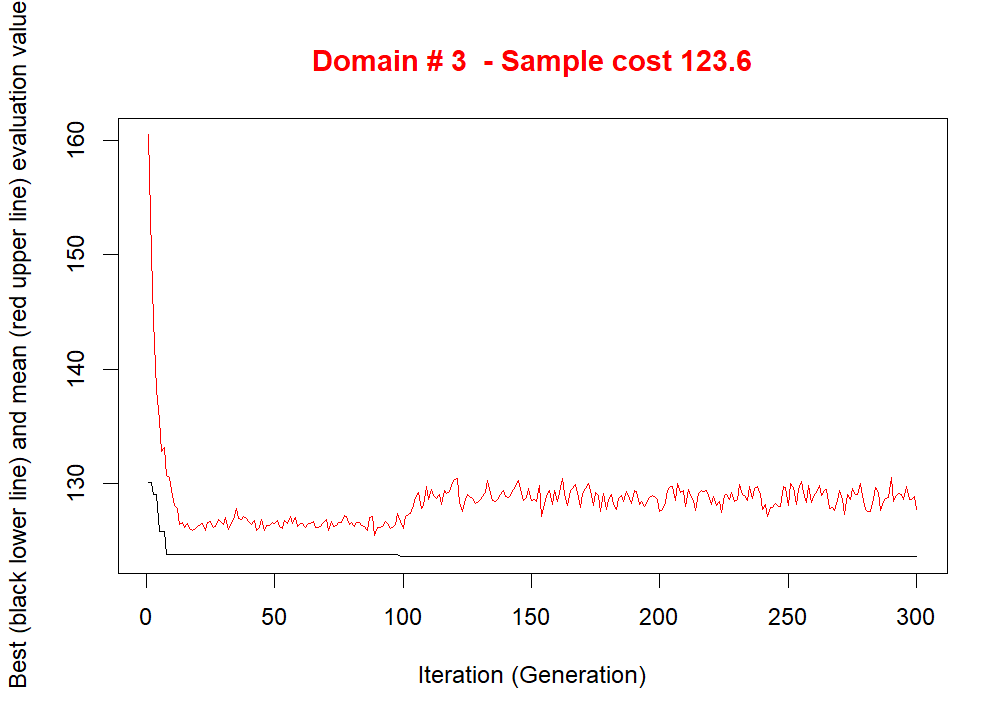 Domain # 3  - Sample cost 123.6
Best (black lower line) and mean (red upper line) evaluation value
160
150
140
130
0 50 100 150 200 250 300
Iteration (Generation)